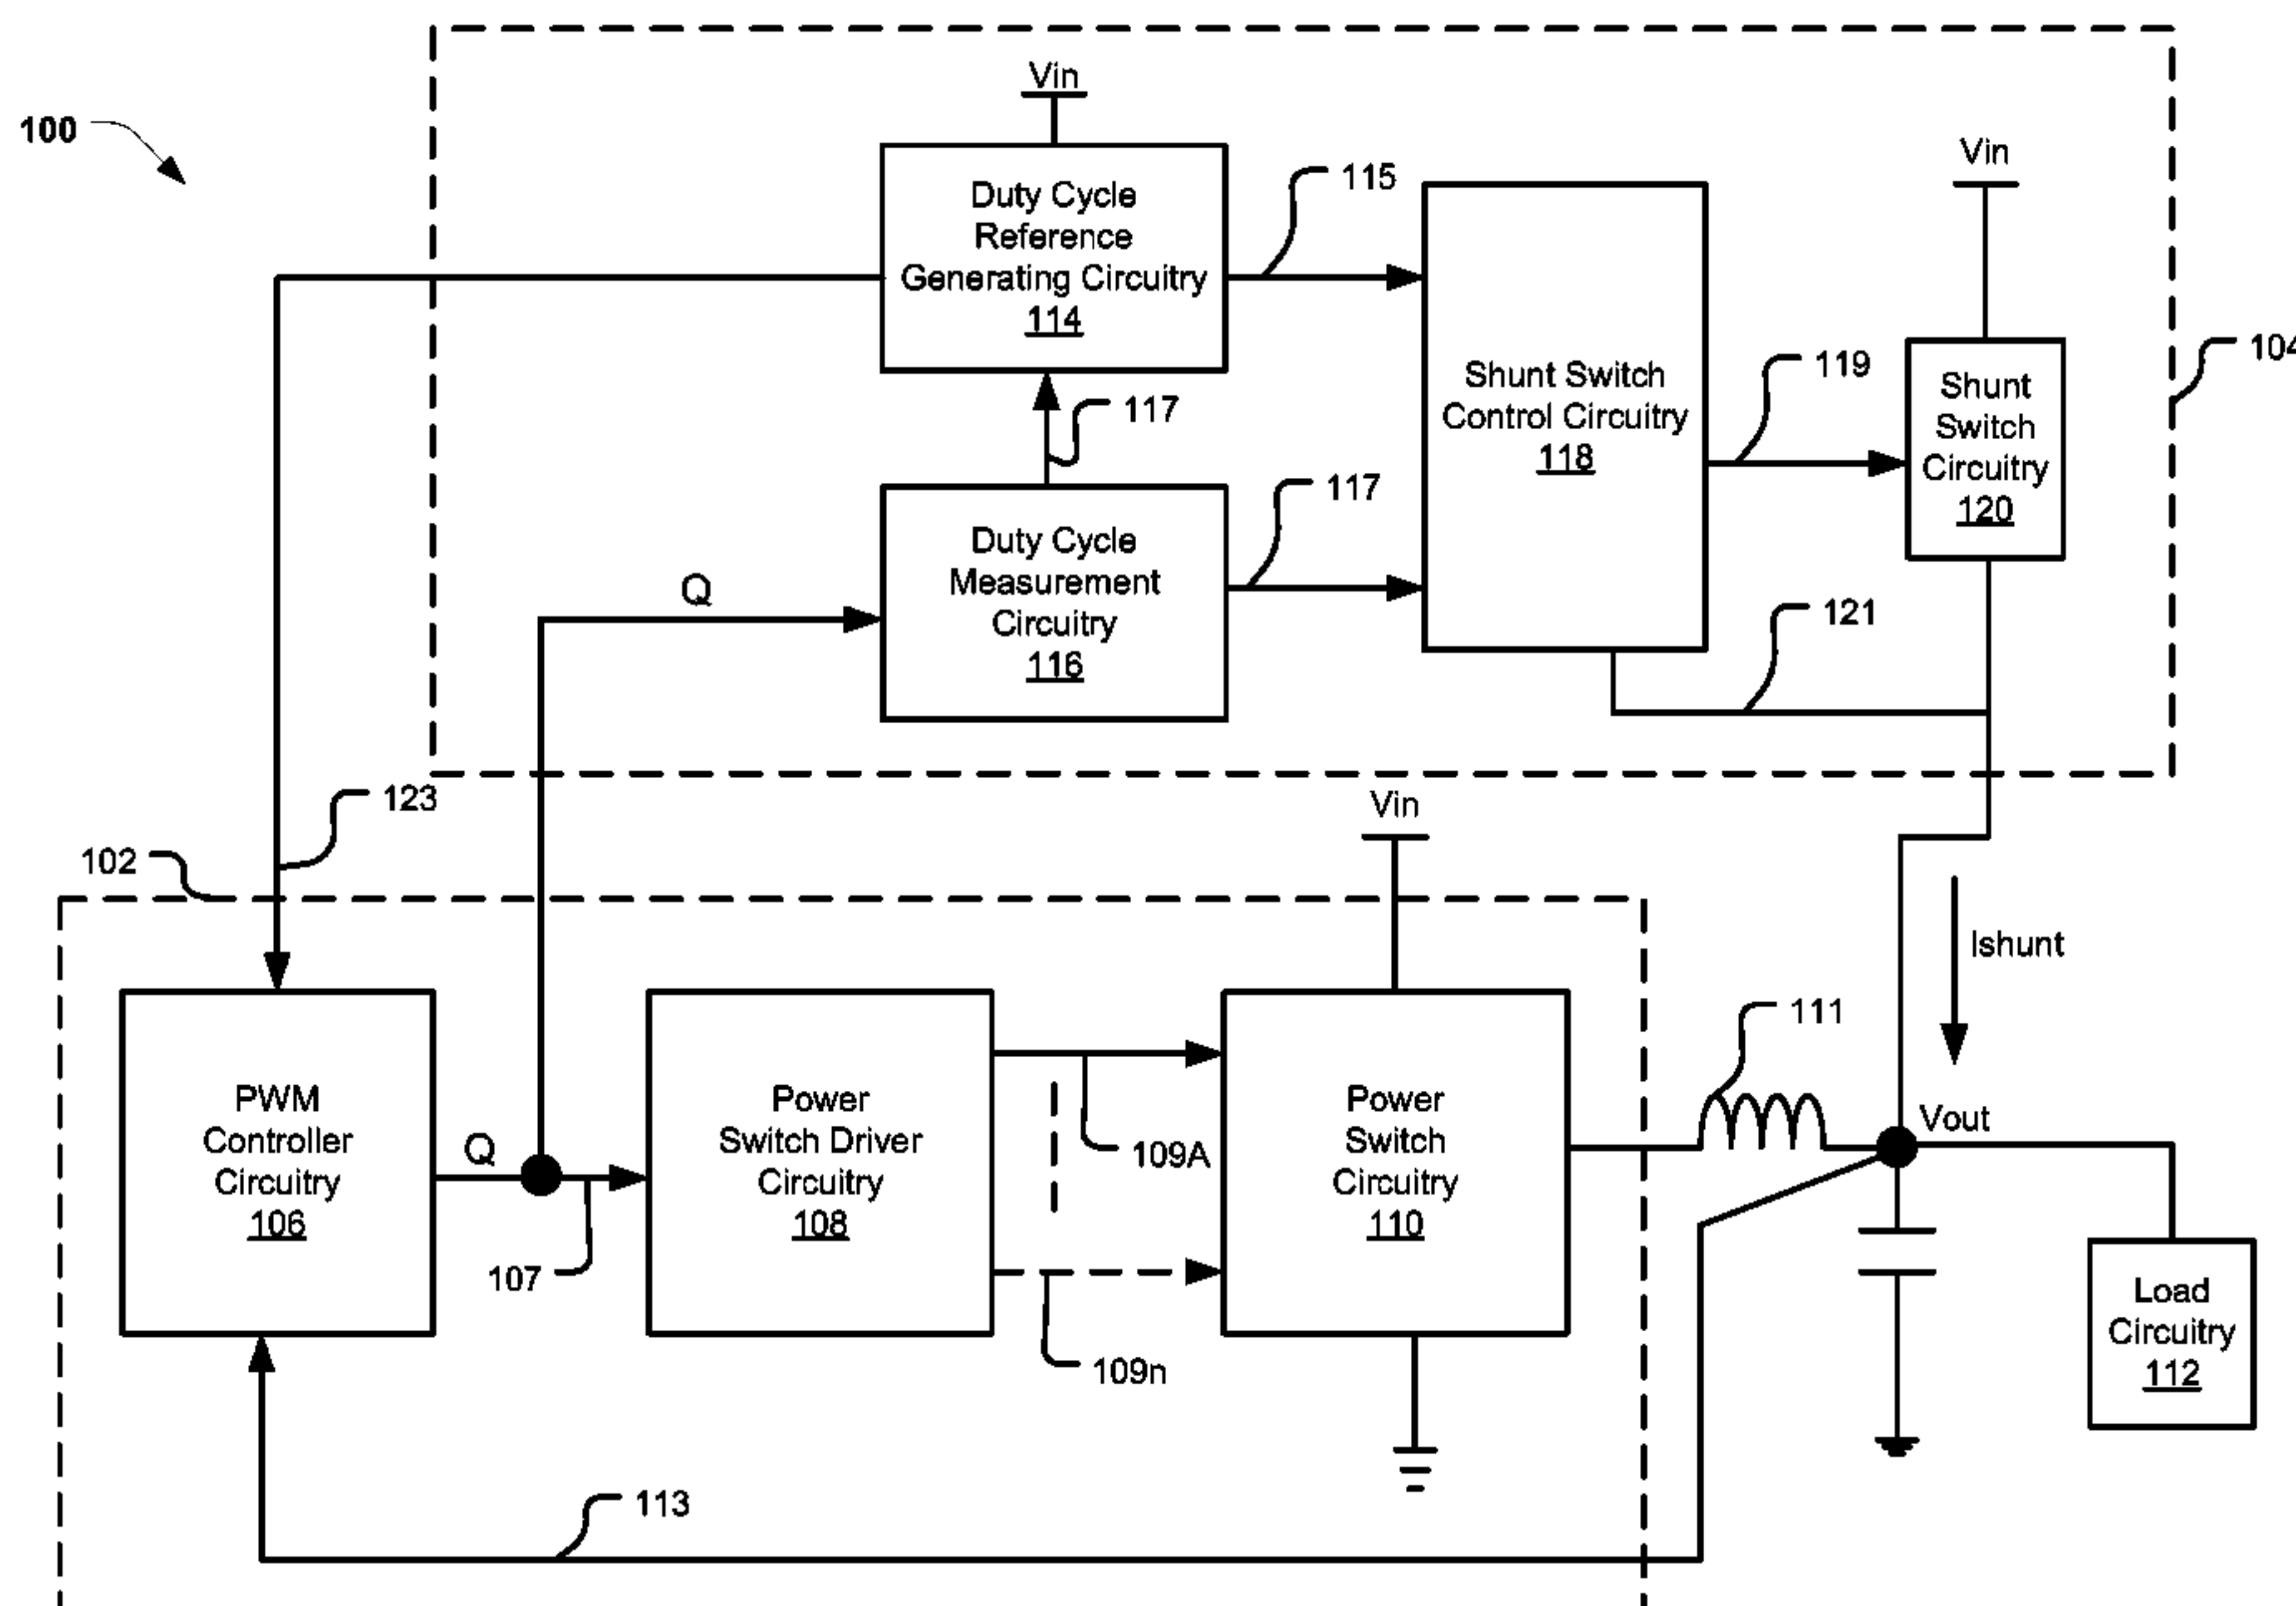 100
Vin
Duty Cycle
Reference
Generating Circuitry
114
115
Vin
117
Shunt Switch
Control Circuitry
118
119
Shunt
Switch
Circuitry
120
104
Q
Duty Cycle
Measurement
Circuitry
116
117
121
123
102
Vin
Ishunt
PWM
Controller
Circuitry
106
Q
107
Power
Switch Driver
Circuitry
108
109A
109n
Power
Switch
Circuitry
110
111
Vout
Load
Circuitry
112
113